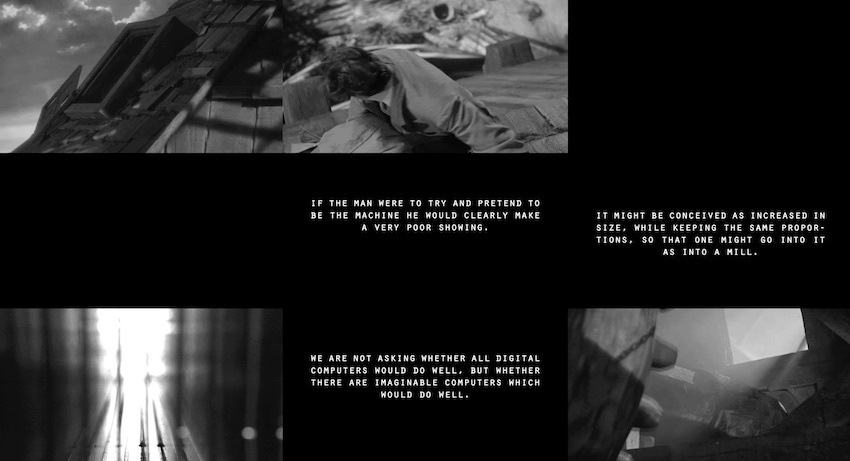 IF THE MAN WERE TO TRY AND PRETEND TO
BE THE MACHINE HE WOULD CLEARLY MAKE
A VERY POOR SHOWING.
IT MIGHT BE CONCEIVED AS INCREASED IN
SIZE, WHILE KEEPING THE SAME PROPOR-
TIONS, SO THAT ONE MIGHT GO INTO IT
AS INTO A MILL.
WE ARE NOT ASKING WHETHER ALL DIGITAL
COMPUTERS WOULD DO WELL, BUT WHETHER
THERE ARE IMAGINABLE COMPUTERS WHICH
WOULD DO WELL.